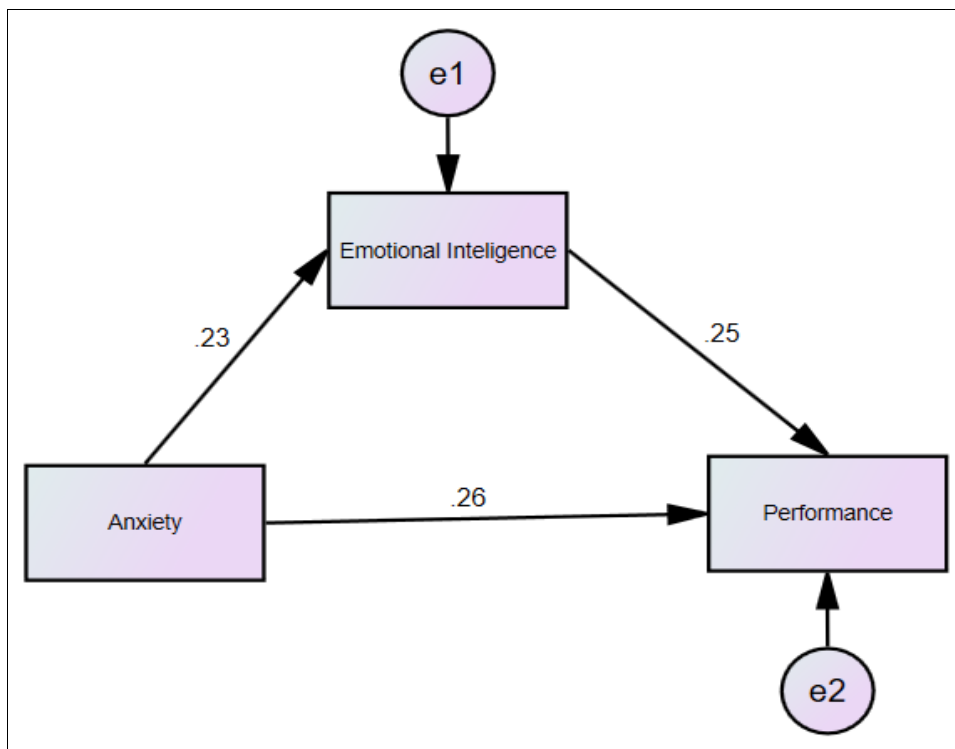 e1
Emotional Inteligence
.23
.25
.26
Anxiety
Performance
e2